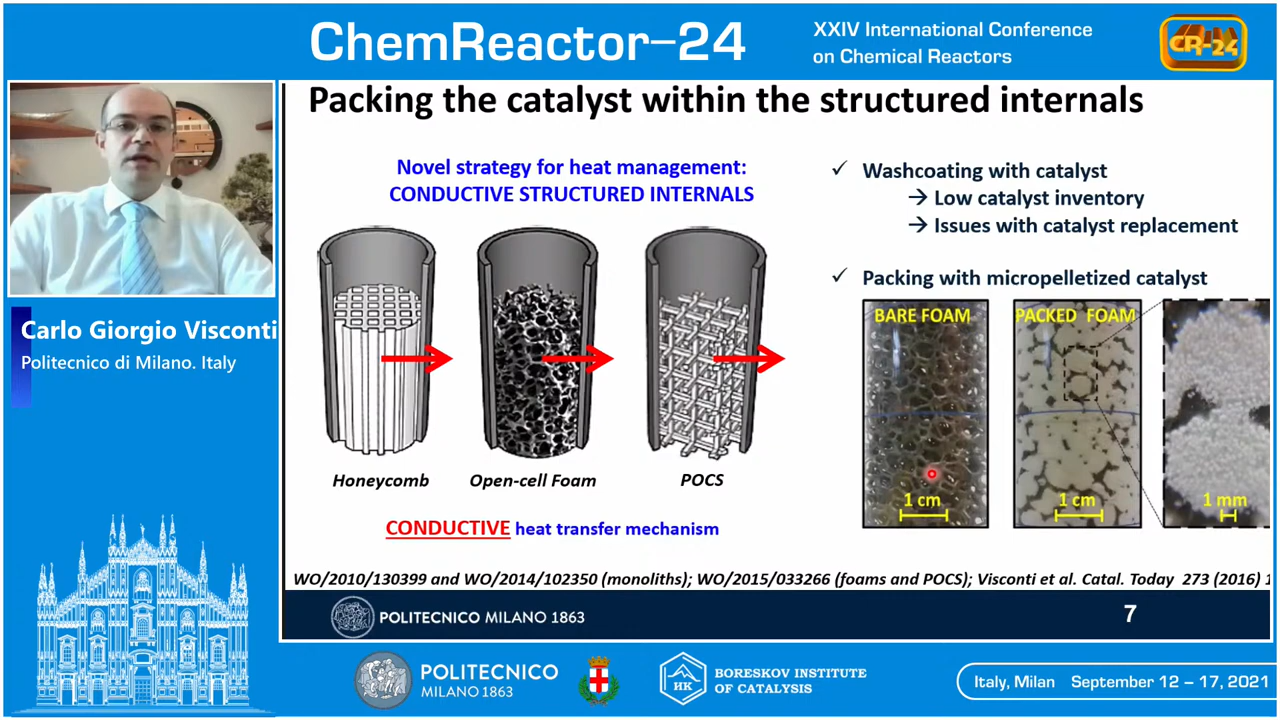 ChemReactor–24
XXIV International Conference
on Chemical Reactors
CR-24
Packing the catalyst within the structured internals
Carlo Giorgio Visconti
Politecnico di Milano. Italy
Novel strategy for heat management:
CONDUCTIVE STRUCTURED INTERNALS
Honeycomb
Open-cell Foam
POCS
CONDUCTIVE heat transfer mechanism
✓ Washcoating with catalyst
→ Low catalyst inventory
→ Issues with catalyst replacement
✓ Packing with micropelletized catalyst
BARE FOAM
PACKED FOAM
1 cm
1 cm
1 mm
WO/2010/130399 and WO/2014/102350 (monoliths); WO/2015/033266 (foams and POCS); Visconti et al. Catal. Today 273 (2016)
POLITECNICO MILANO 1863
7
POLITECNICO
MILANO 1863
HK
BORESKOV INSTITUTE
OF CATALYSIS
Italy, Milan September 12 – 17, 2021